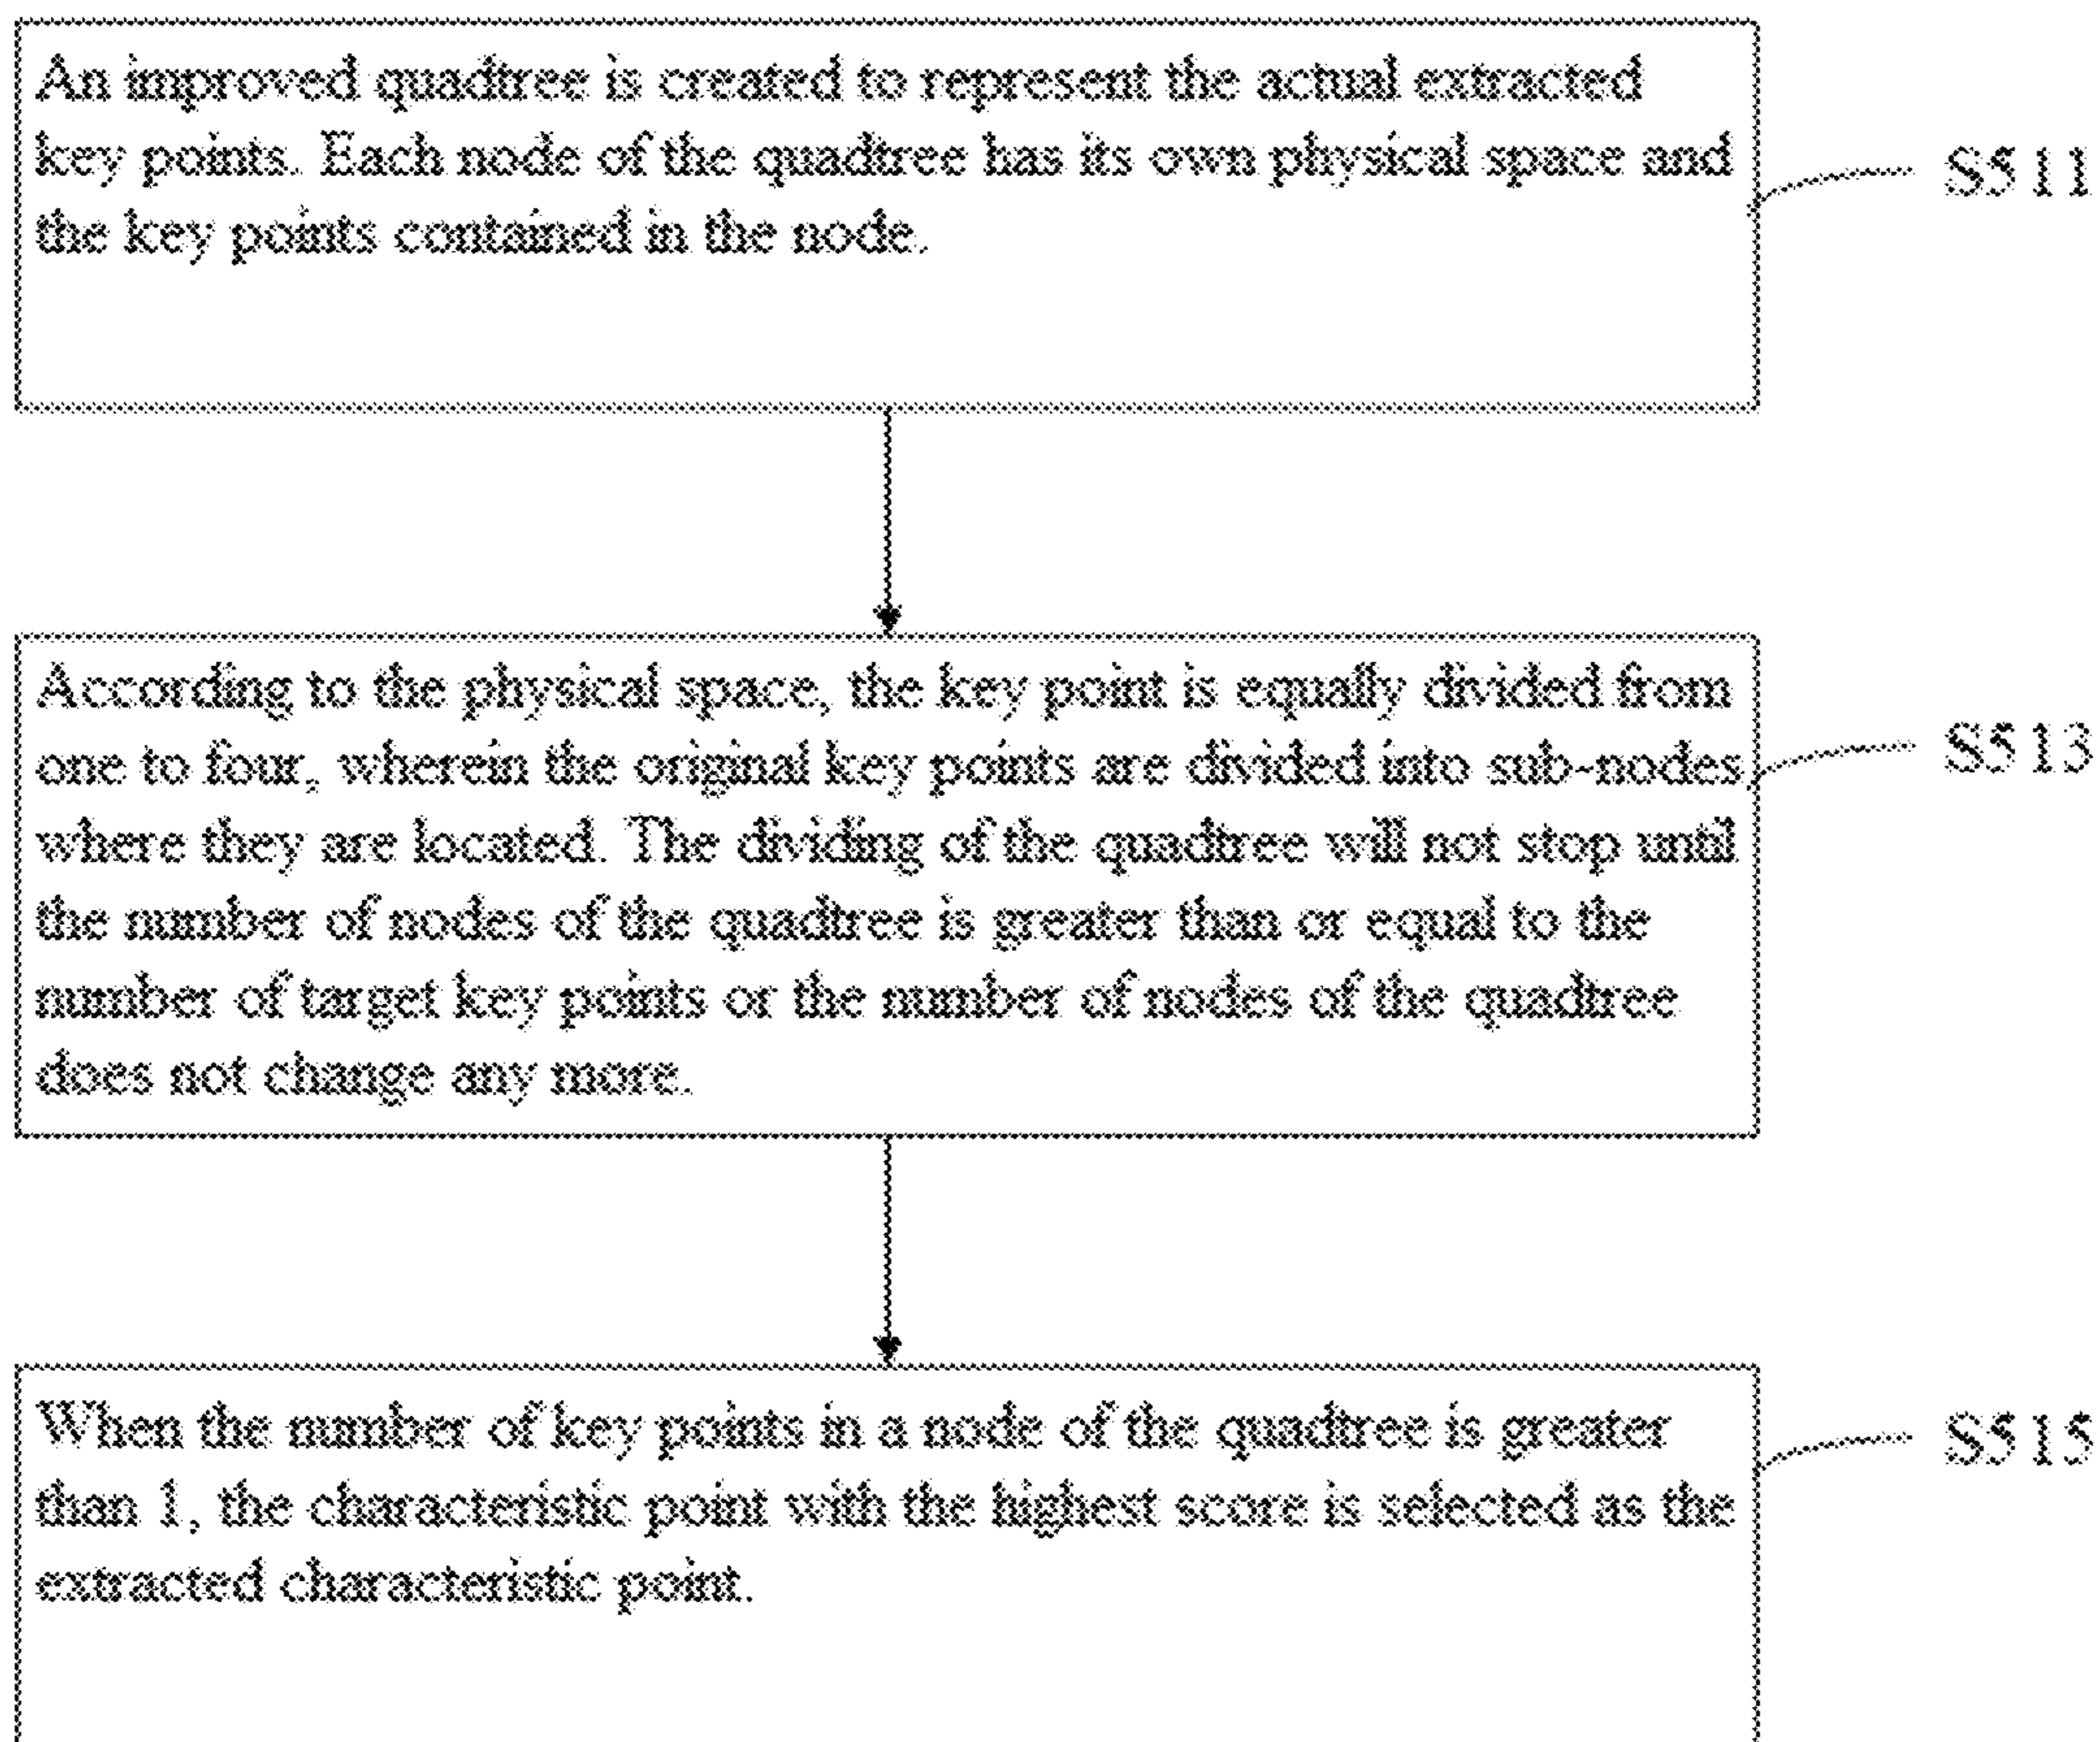 An improved quadtree is created to represent the actual extracted
key points. Each node of the quadtree has its own physical space and
the key points contained in the node.
S511
According to the physical space, the key point is equally divided from
one to four, wherein the original key points are divided into sub-nodes
where they are located. The dividing of the quadtree will not stop until
the number of nodes of the quadtree is greater than or equal to the
number of target key points or the number of nodes of the quadtree
does not change any more.
S513
When the number of key points in a node of the quadtree is greater
than 1, the characteristic point with the highest score is selected as the
extracted characteristic point.
S515